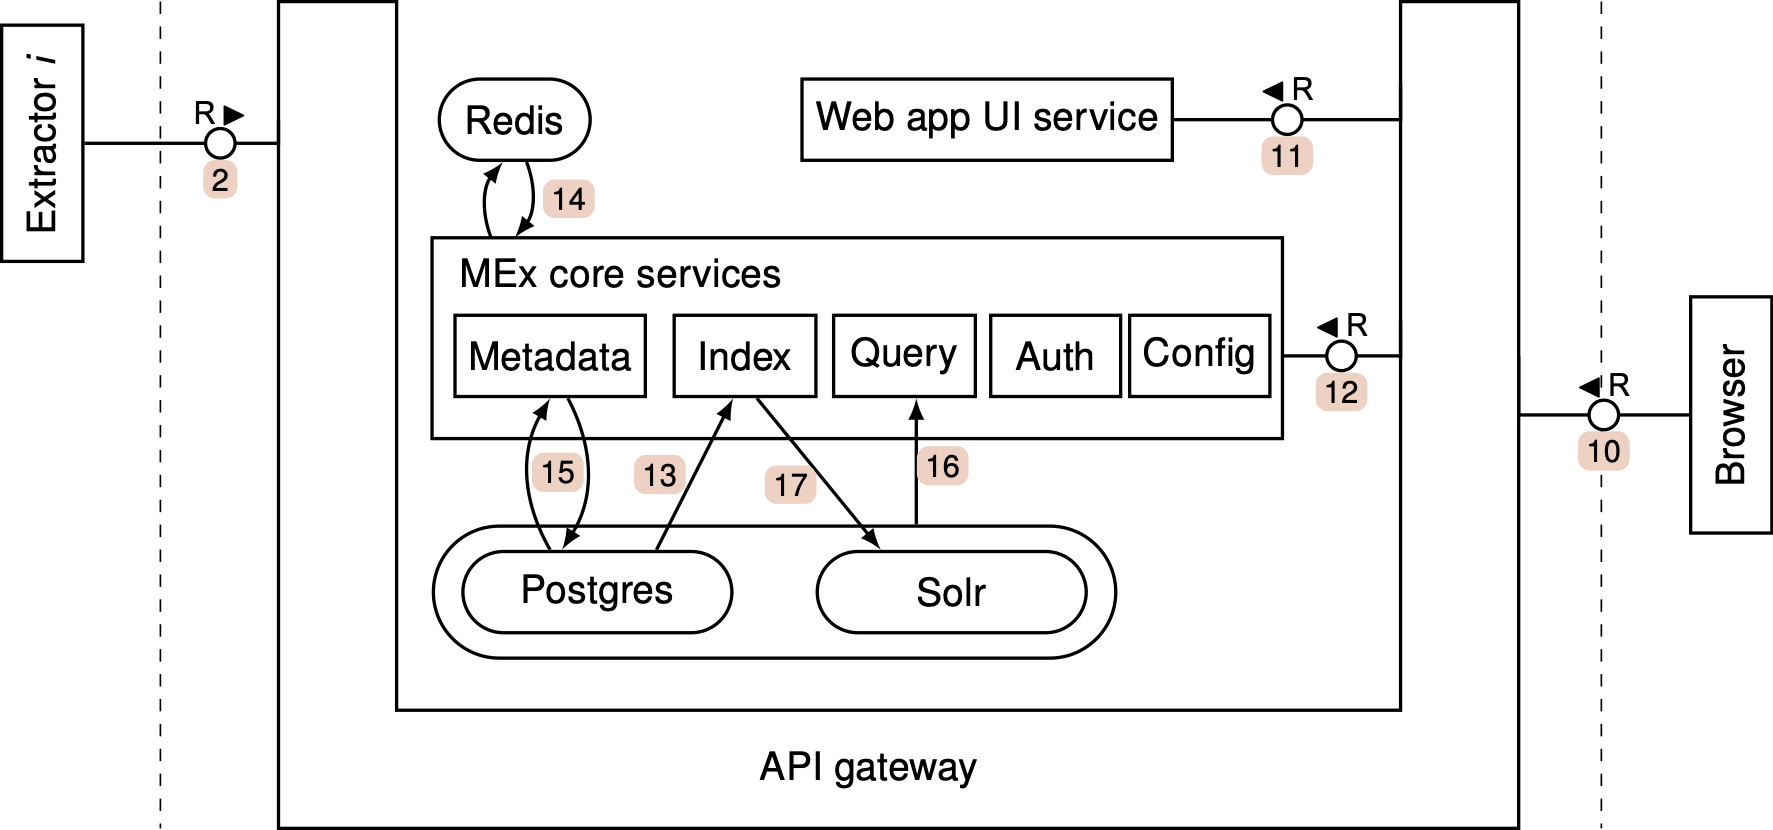 Extractor i
R
2
Redis
14
Web app UI service
R
11
MEx core services
Metadata
Index
Query
Auth
Config
R
12
15
13
17
16
Postgres
Solr
API gateway
R
10
Browser